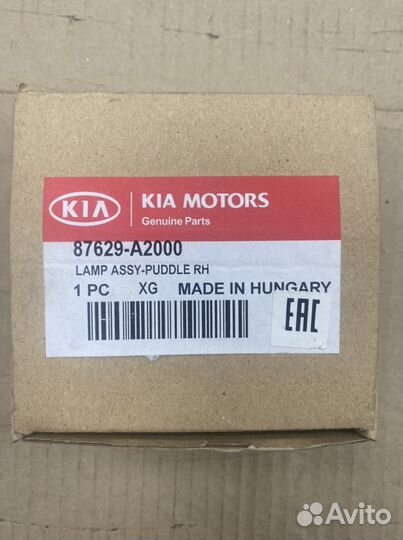 KIA KIA MOTORS
Genuine Parts
87629-A2000
LAMP ASSY-PUDDLE RH
1 PC XG MADE IN HUNGARY
EAC
Avito